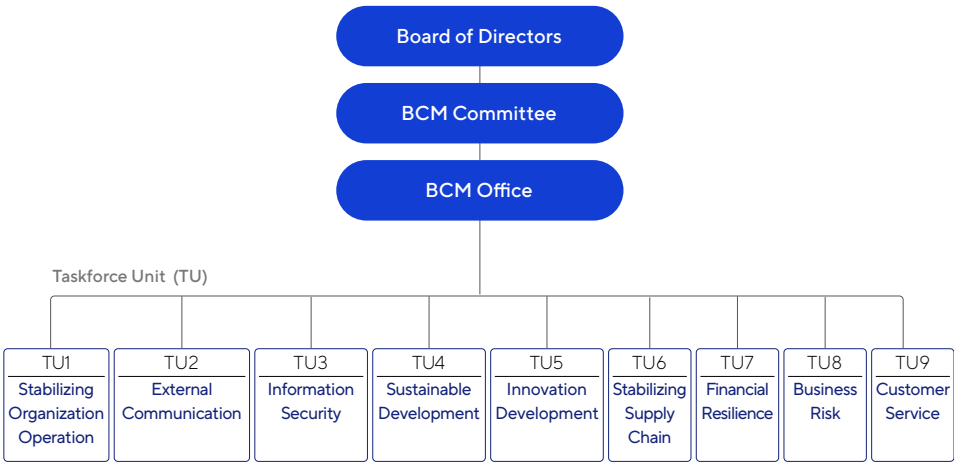 Board of Directors
BCM Committee
BCM Office
Taskforce Unit (TU)
TU1
Stabilizing
Organization
Operation
TU2
External
Communication
TU3
Information
Security
TU4
Sustainable
Development
TU5
Innovation
Development
TU6
Stabilizing
Supply
Chain
TU7
Financial
Resilience
TU8
Business
Risk
TU9
Customer
Service